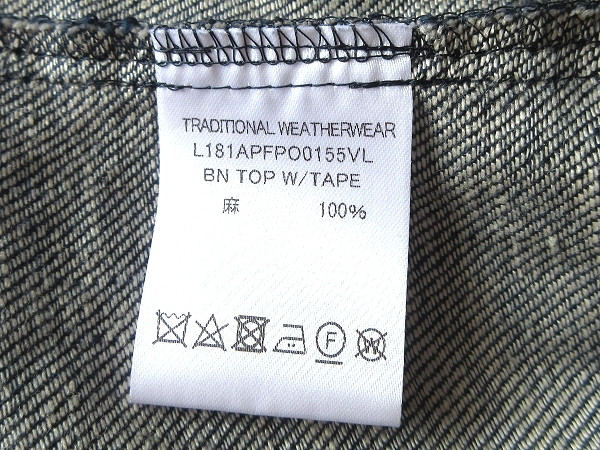 TRADITIONAL WEATHERWEAR
L181APFPO0155VL
BN TOP W/TAPE
麻 100%
F W